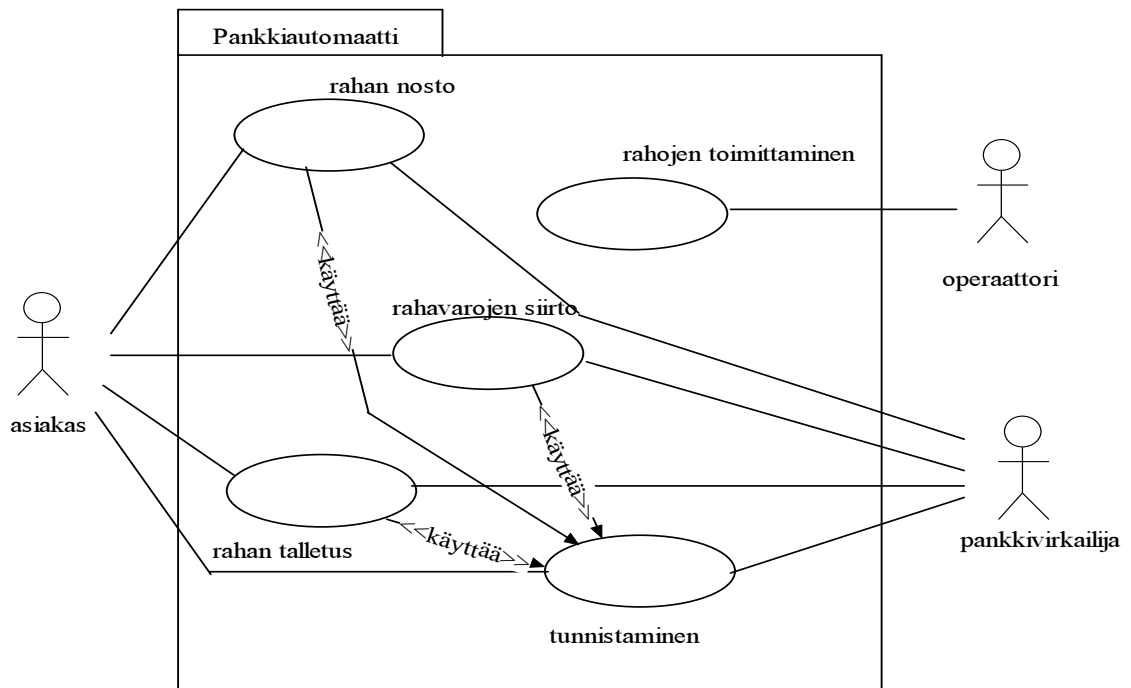 Pankkiautomaatti
rahan nosto
rahojen toimittaminen
operaattori
<<käyttää>>
rahavarojen siirto
asiakas
<<käyttää>>
rahan talletus
<<käyttää>>
pankkivirkailija
tunnistaminen